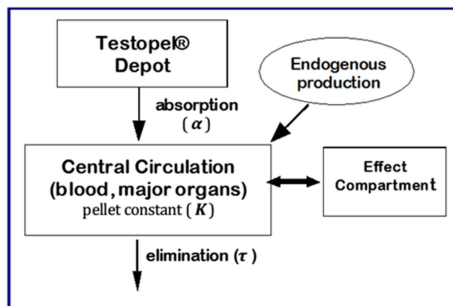 Testopel®
Depot
Endogenous
production
absorption
(α)
Central Circulation
(blood, major organs)
pellet constant (K)
Effect
Compartment
elimination (τ)